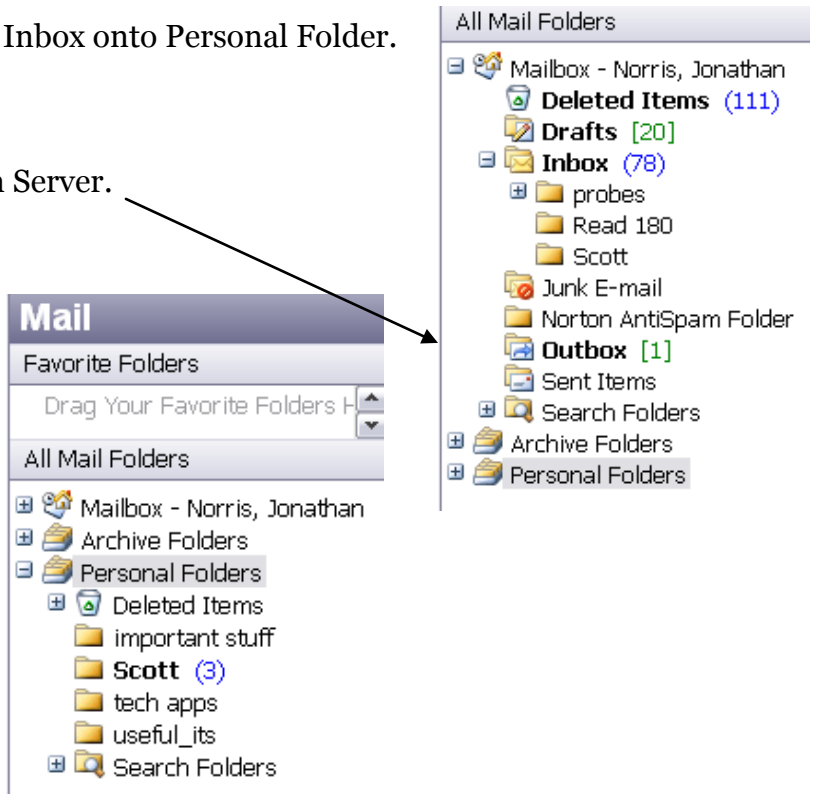 Inbox onto Personal Folder.
Server.
All Mail Folders
Mailbox - Norris, Jonathan
Deleted Items (111)
Drafts [20]
Inbox (78)
probes
Read 180
Scott
Junk E-mail
Norton AntiSpam Folder
Outbox [1]
Sent Items
Search Folders
Archive Folders
Personal Folders
Mail
Favorite Folders
Drag Your Favorite Folders
All Mail Folders
Mailbox - Norris, Jonathan
Archive Folders
Personal Folders
Deleted Items
important stuff
Scott (3)
tech apps
useful_its
Search Folders